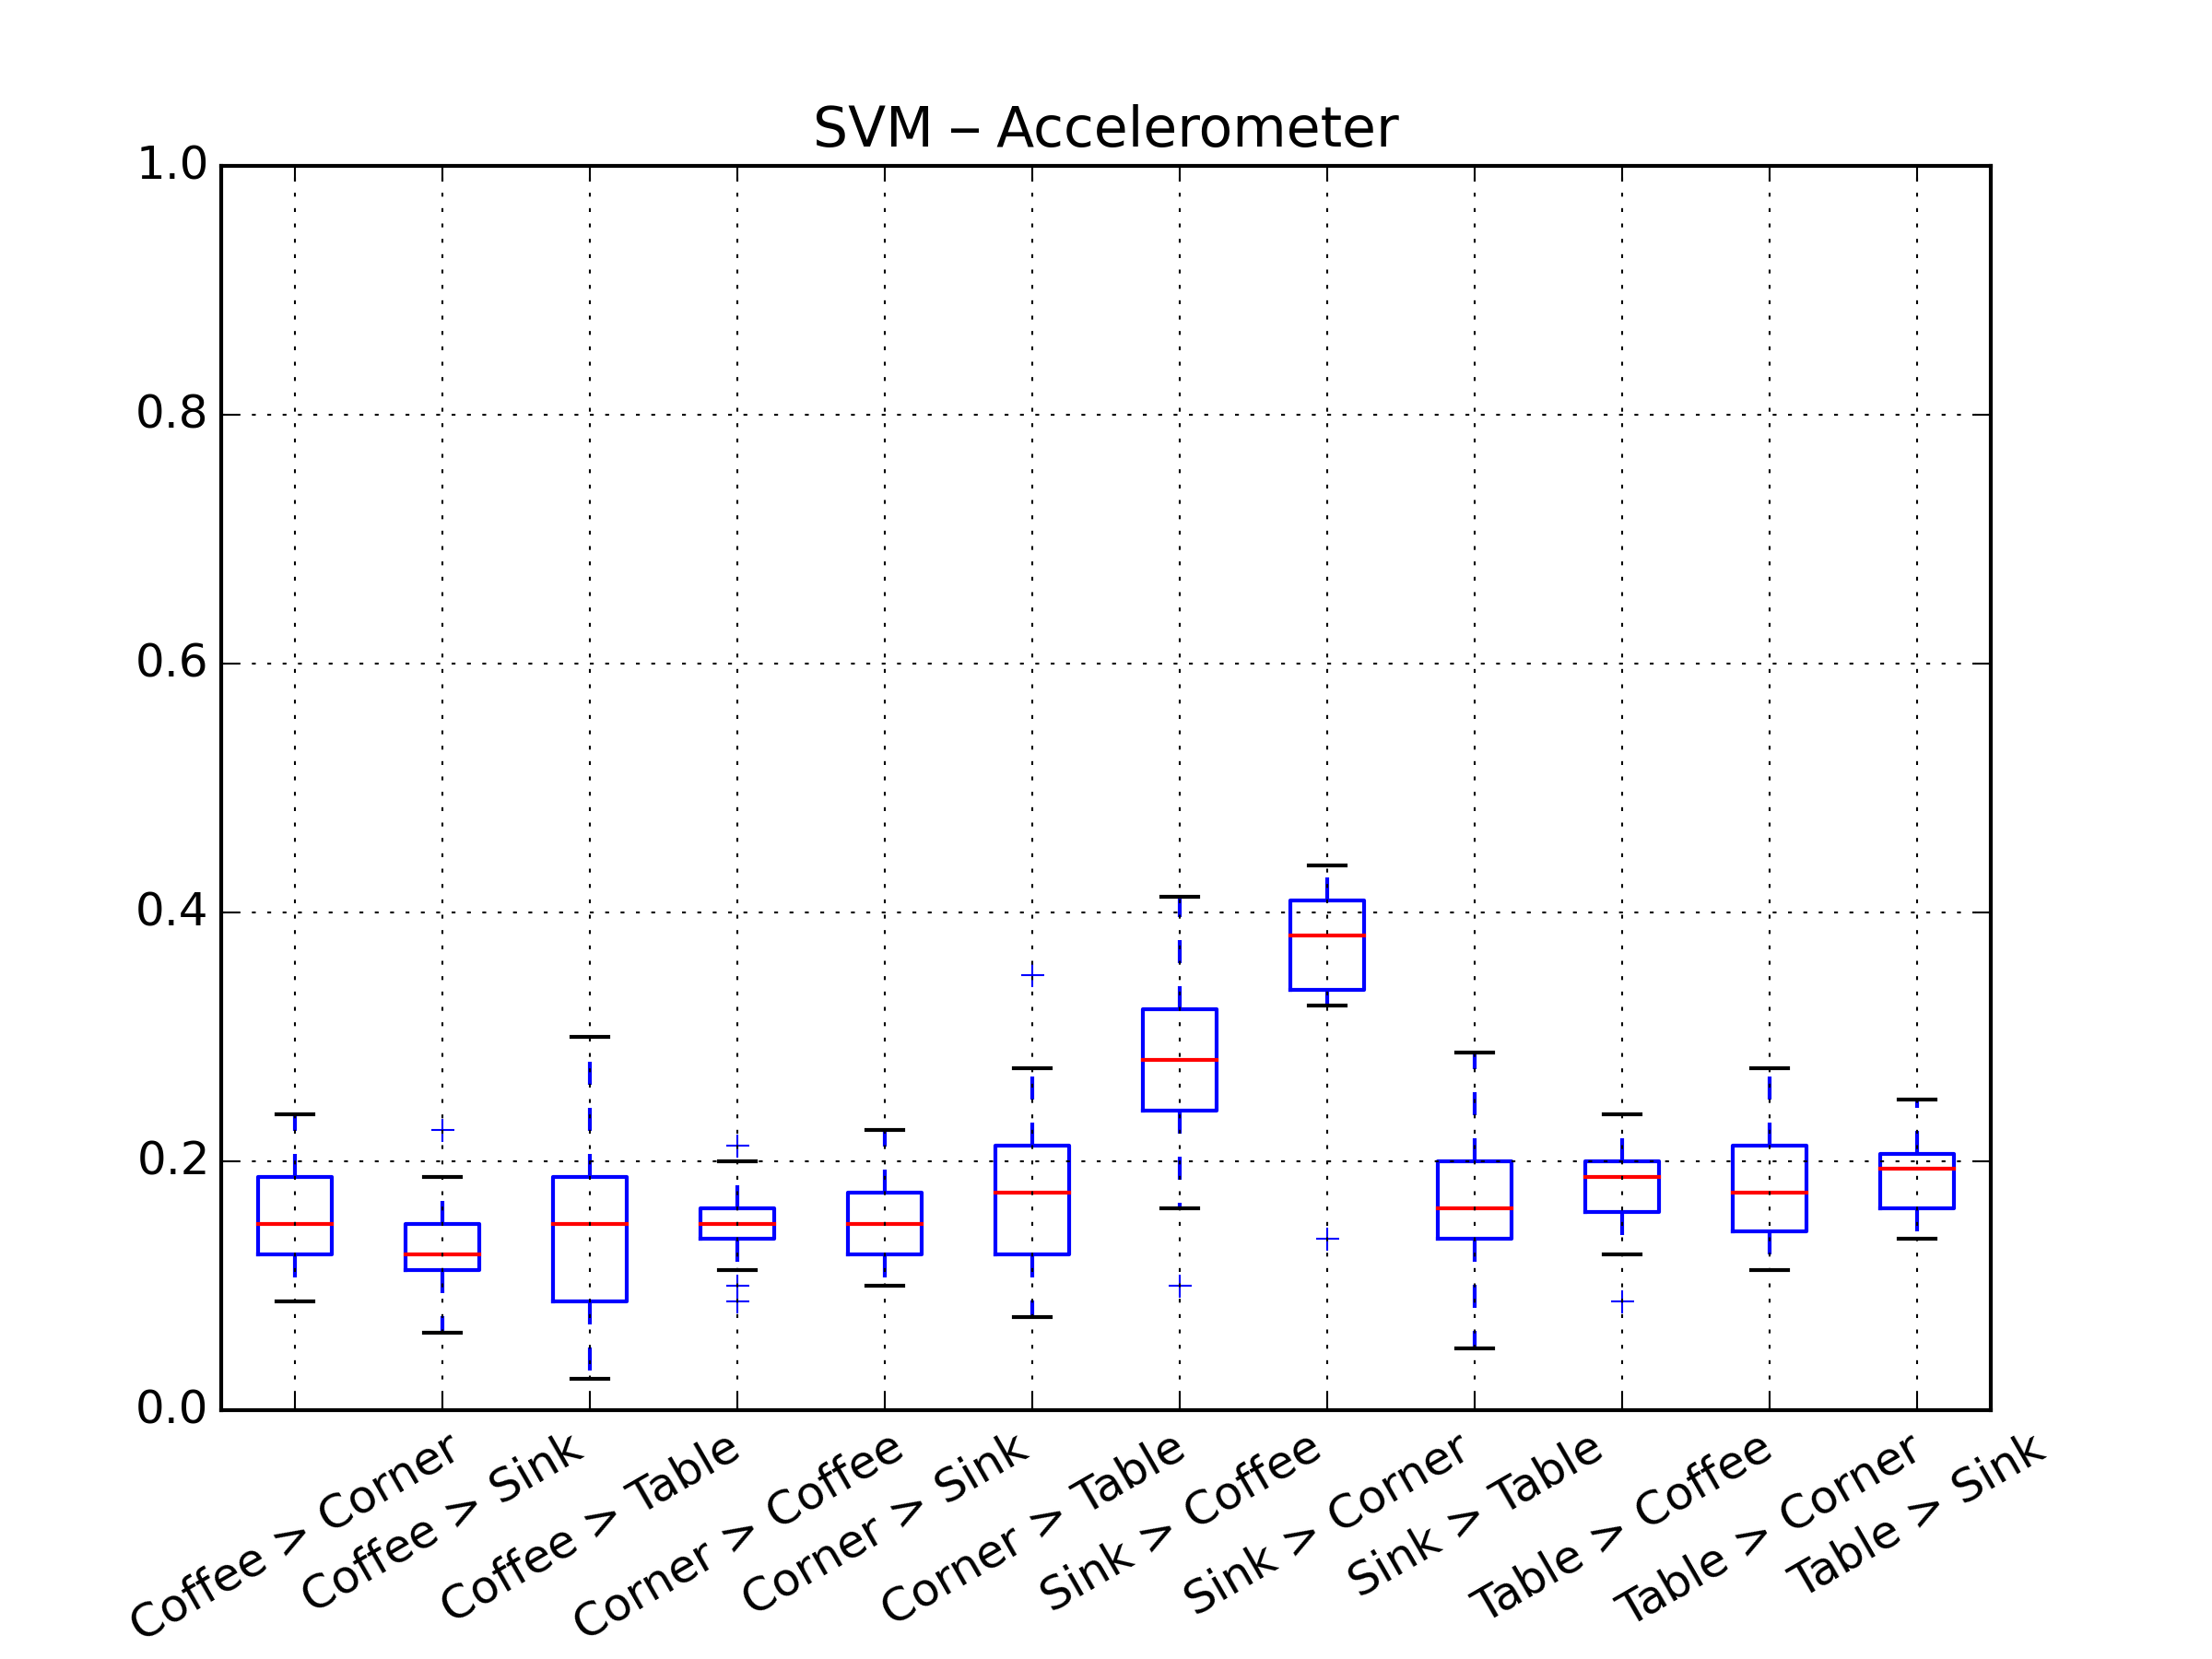 SVM − Accelerometer
1.0
0.8
0.6
0.4
0.2
0.0
Coffee > Corner
Coffee > Sink
Coffee > Table
Corner > Coffee
Corner > Sink
Corner > Table
Sink > Coffee
Sink > Corner
Sink > Table
Table > Coffee
Table > Corner
Table > Sink